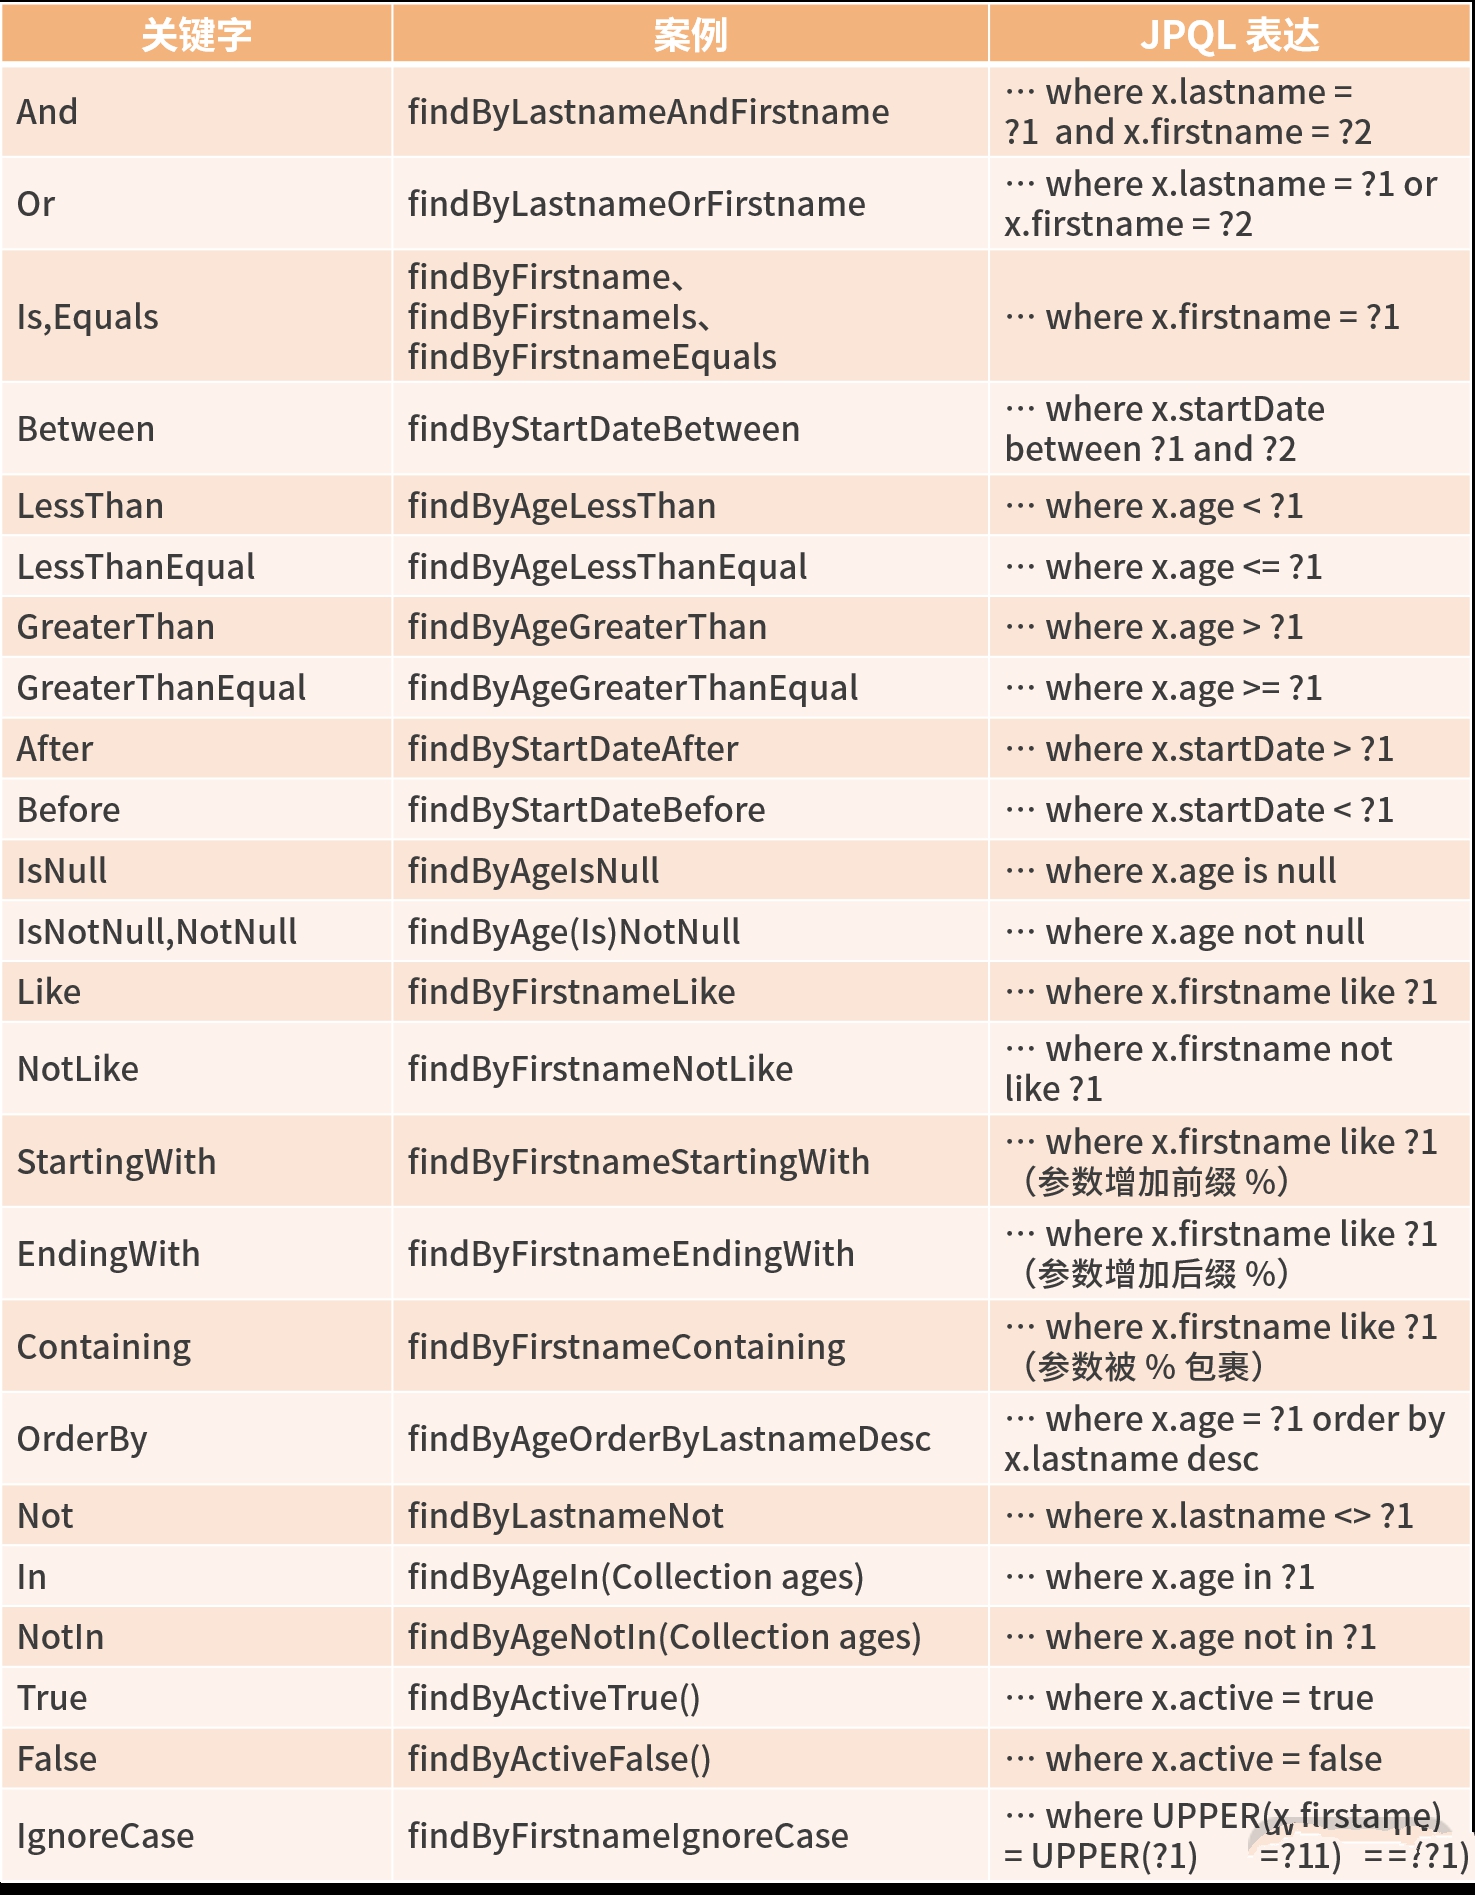 关键字 案例 JPQL 表达
And findByLastnameAndFirstname ··· where x.lastname =
?1 and x.firstname = ?2
Or findByLastnameOrFirstname ··· where x.lastname = ?1 or
x.firstname = ?2
Is,Equals
findByFirstname、
findByFirstnameIs、
findByFirstnameEquals
··· where x.firstname = ?1
Between findByStartDateBetween ··· where x.startDate
between ?1 and ?2
LessThan findByAgeLessThan ··· where x.age < ?1
LessThanEqual findByAgeLessThanEqual ··· where x.age <= ?1
GreaterThan findByAgeGreaterThan ··· where x.age > ?1
GreaterThanEqual findByAgeGreaterThanEqual ··· where x.age >= ?1
After findByStartDateAfter ··· where x.startDate > ?1
Before findByStartDateBefore ··· where x.startDate < ?1
IsNull findByAgeIsNull ··· where x.age is null
IsNotNull,NotNull findByAge(Is)NotNull ··· where x.age not null
Like findByFirstnameLike ··· where x.firstname like ?1
NotLike findByFirstnameNotLike ··· where x.firstname not
like ?1
StartingWith findByFirstnameStartingWith ··· where x.firstname like ?1
（参数增加前缀 %）
EndingWith findByFirstnameEndingWith ··· where x.firstname like ?1
（参数增加后缀 %）
Containing findByFirstnameContaining ··· where x.firstname like ?1
（参数被 % 包裹）
OrderBy findByAgeOrderByLastnameDesc ··· where x.age = ?1 order by
x.lastname desc
Not findByLastnameNot ··· where x.lastname <> ?1
In findByAgeIn(Collection ages) ··· where x.age in ?1
NotIn findByAgeNotIn(Collection ages) ··· where x.age not in ?1
True findByActiveTrue() ··· where x.active = true
False findByActiveFalse() ··· where x.active = false
IgnoreCase findByFirstnameIgnoreCase ··· where UPPER(x.firstame)
= UPPER(?1) =?11)